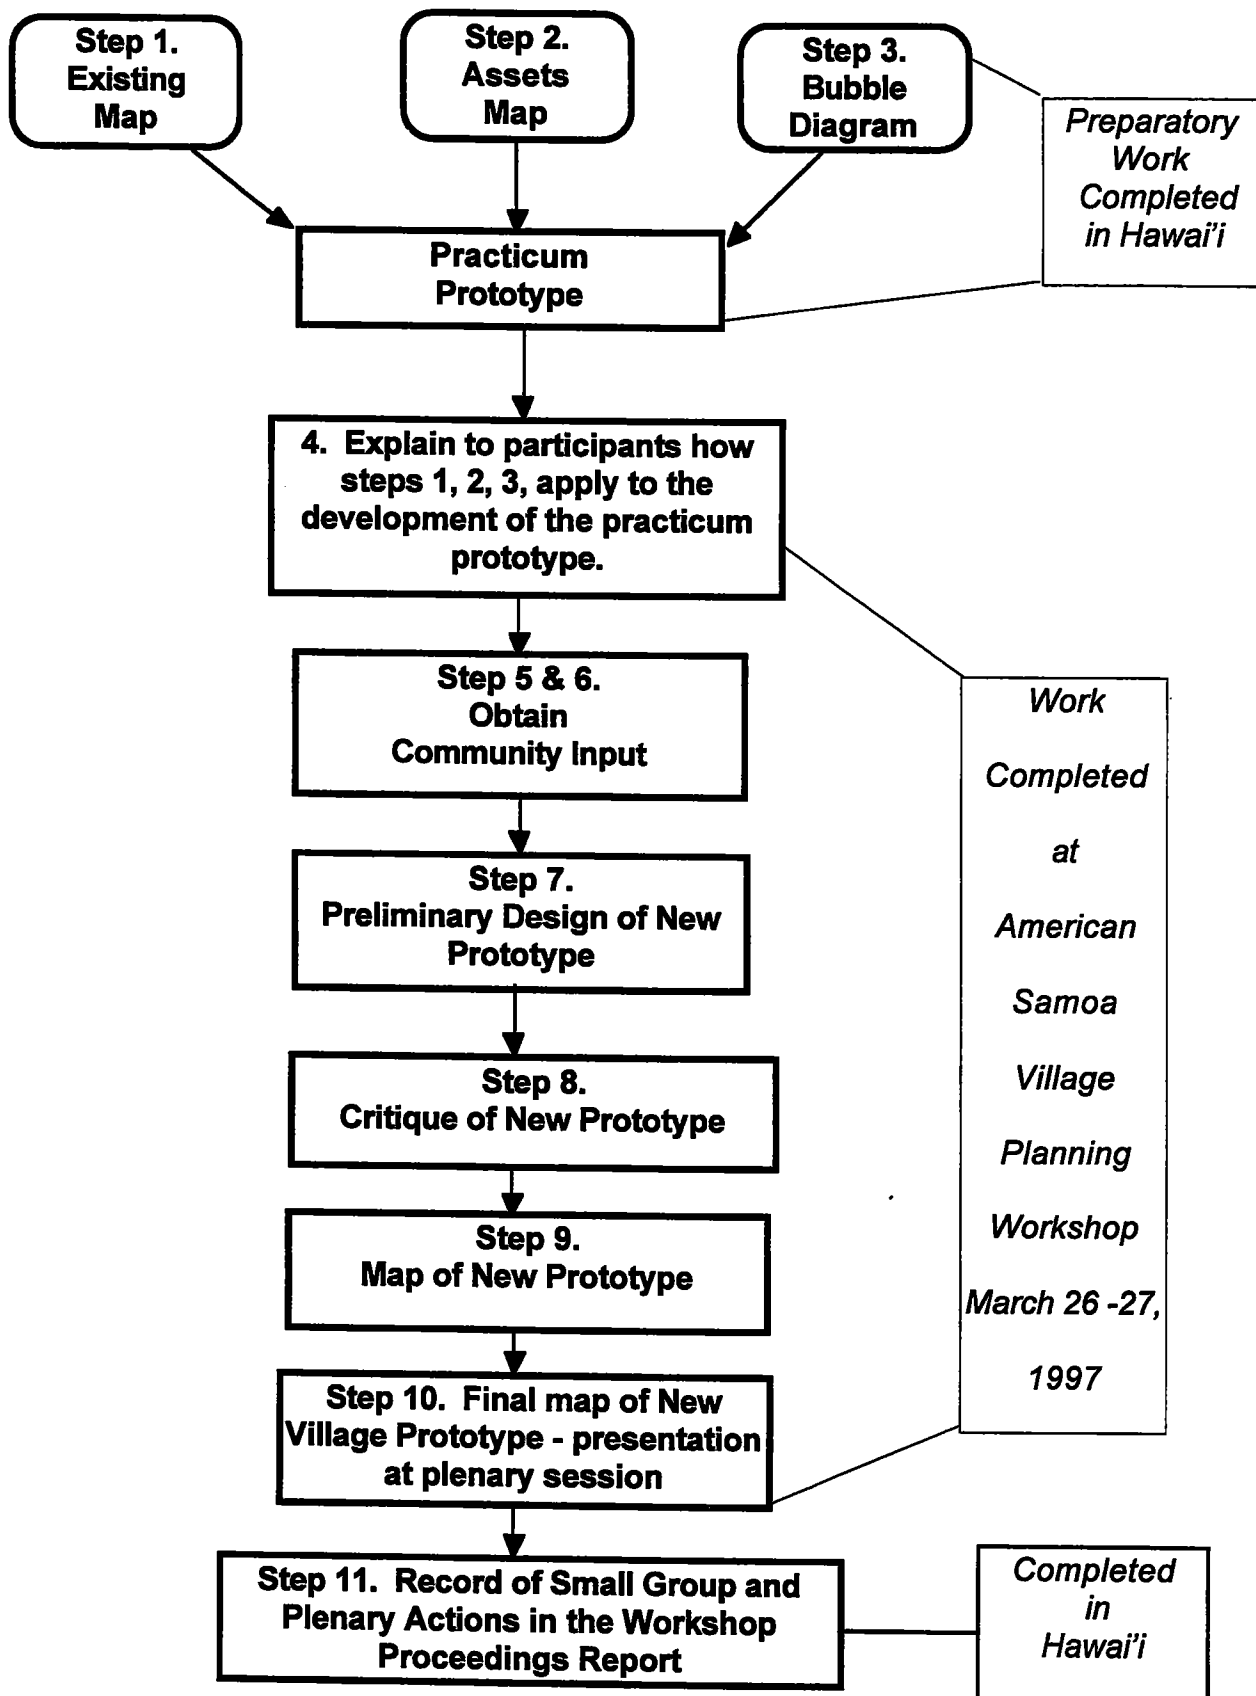 Step 1.
Existing
Map
Step 2.
Assets
Map
Step 3.
Bubble
Diagram
Preparatory
Work
Completed
in Hawai'i
Practicum
Prototype
4.  Explain to participants how
steps 1, 2, 3, apply to the
development of the practicum
prototype.
Step 5 & 6.
Obtain
Community Input
Step 7.
Preliminary Design of New
Prototype
Step 8.
Critique of New Prototype
Step 9.
Map of New Prototype
Step 10.  Final map of New
Village Prototype - presentation
at plenary session
Work
Completed
at
American
Samoa
Village
Planning
Workshop
March 26 -27,
1997
Step 11.  Record of Small Group and
Plenary Actions in the Workshop
Proceedings Report
Completed
in
Hawai'i